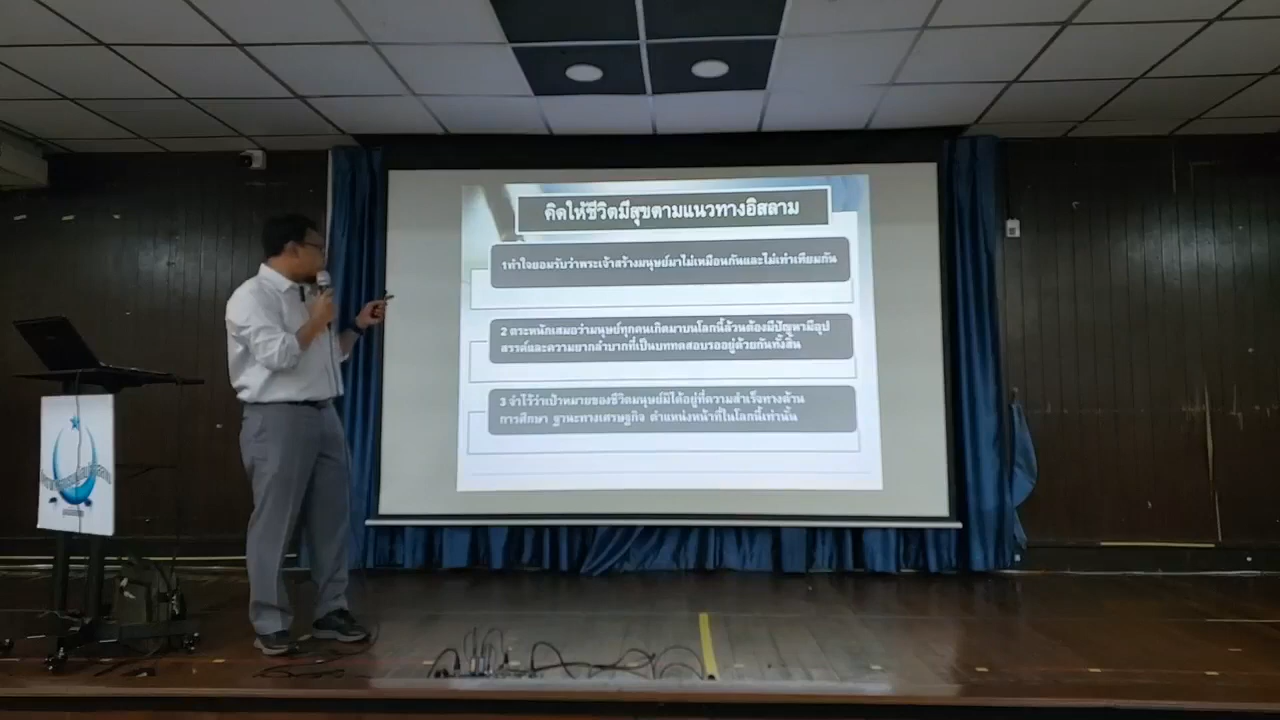 คิดให้ชีวิตมีสุขตามแนวทางอิสลาม
1ทำใจยอมรับว่าพระเจ้าสร้างมนุษย์มาไม่เหมือนกันและไม่เท่าเทียมกัน
2 ตระหนักเสมอว่ามนุษย์ทุกคนเกิดมาบนโลกนี้ล้วนต้องมีปัญหามีอุป
สรรค์และความยากลำบากที่เป็นบททดสอบรออยู่ด้วยกันทั้งสิ้น
3 จำไว้ว่าเป้าหมายของชีวิตมนุษย์มิได้อยู่ที่ความสำเร็จทางด้าน
การศึกษา ฐานะทางเศรษฐกิจ ตำแหน่งหน้าที่ในโลกนี้เท่านั้น